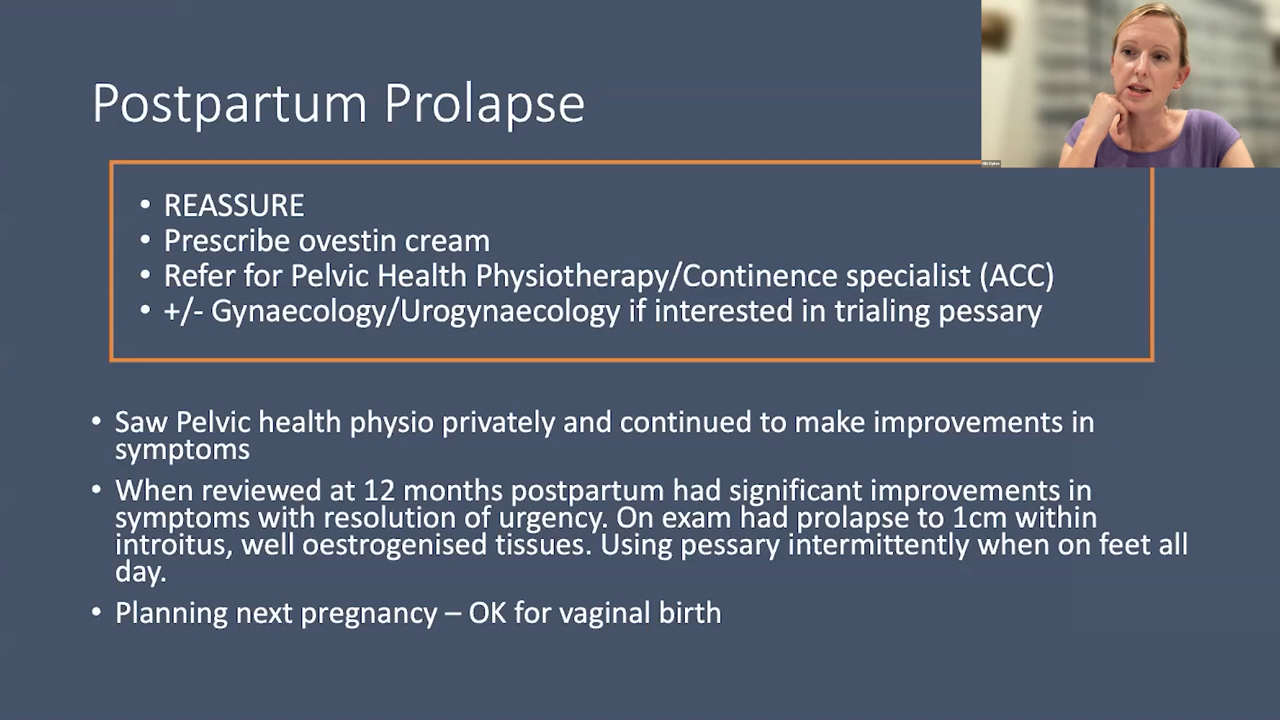 Postpartum Prolapse
• REASSURE
• Prescribe ovestin cream
• Refer for Pelvic Health Physiotherapy/Continence specialist (ACC)
• +/- Gynaecology/Urogynaecology if interested in trialing pessary
• Saw Pelvic health physio privately and continued to make improvements in
symptoms
• When reviewed at 12 months postpartum had significant improvements in
symptoms with resolution of urgency. On exam had prolapse to 1cm within
introitus, well oestrogenised tissues. Using pessary intermittently when on feet all
day.
• Planning next pregnancy – OK for vaginal birth